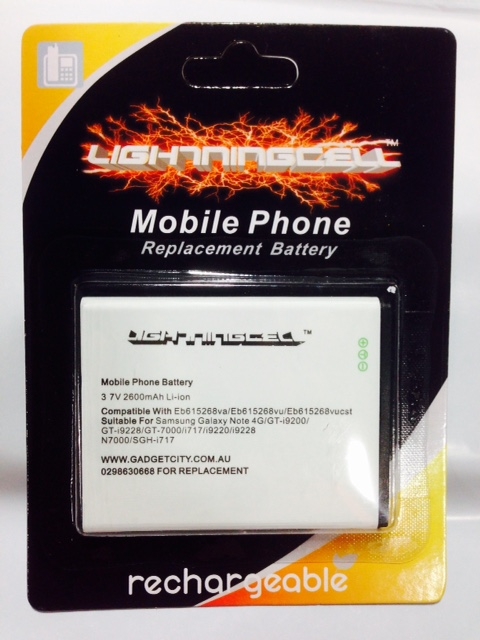 LIGHTNINGCELL™
Mobile Phone
Replacement Battery
LIGHTNINGCELL™
Mobile Phone Battery
3 7V 2600mAh Li-ion
Compatible With Eb615268va/Eb615268vu/Eb615268vucst
Suitable For Samsung Galaxy Note 4G/GT-i9200/
GT-i9228/GT-7000/i717/i9220/i9228
N7000/SGH-i717
WWW.GADGETCITY.COM.AU
0298630668 FOR REPLACEMENT
rechargeable